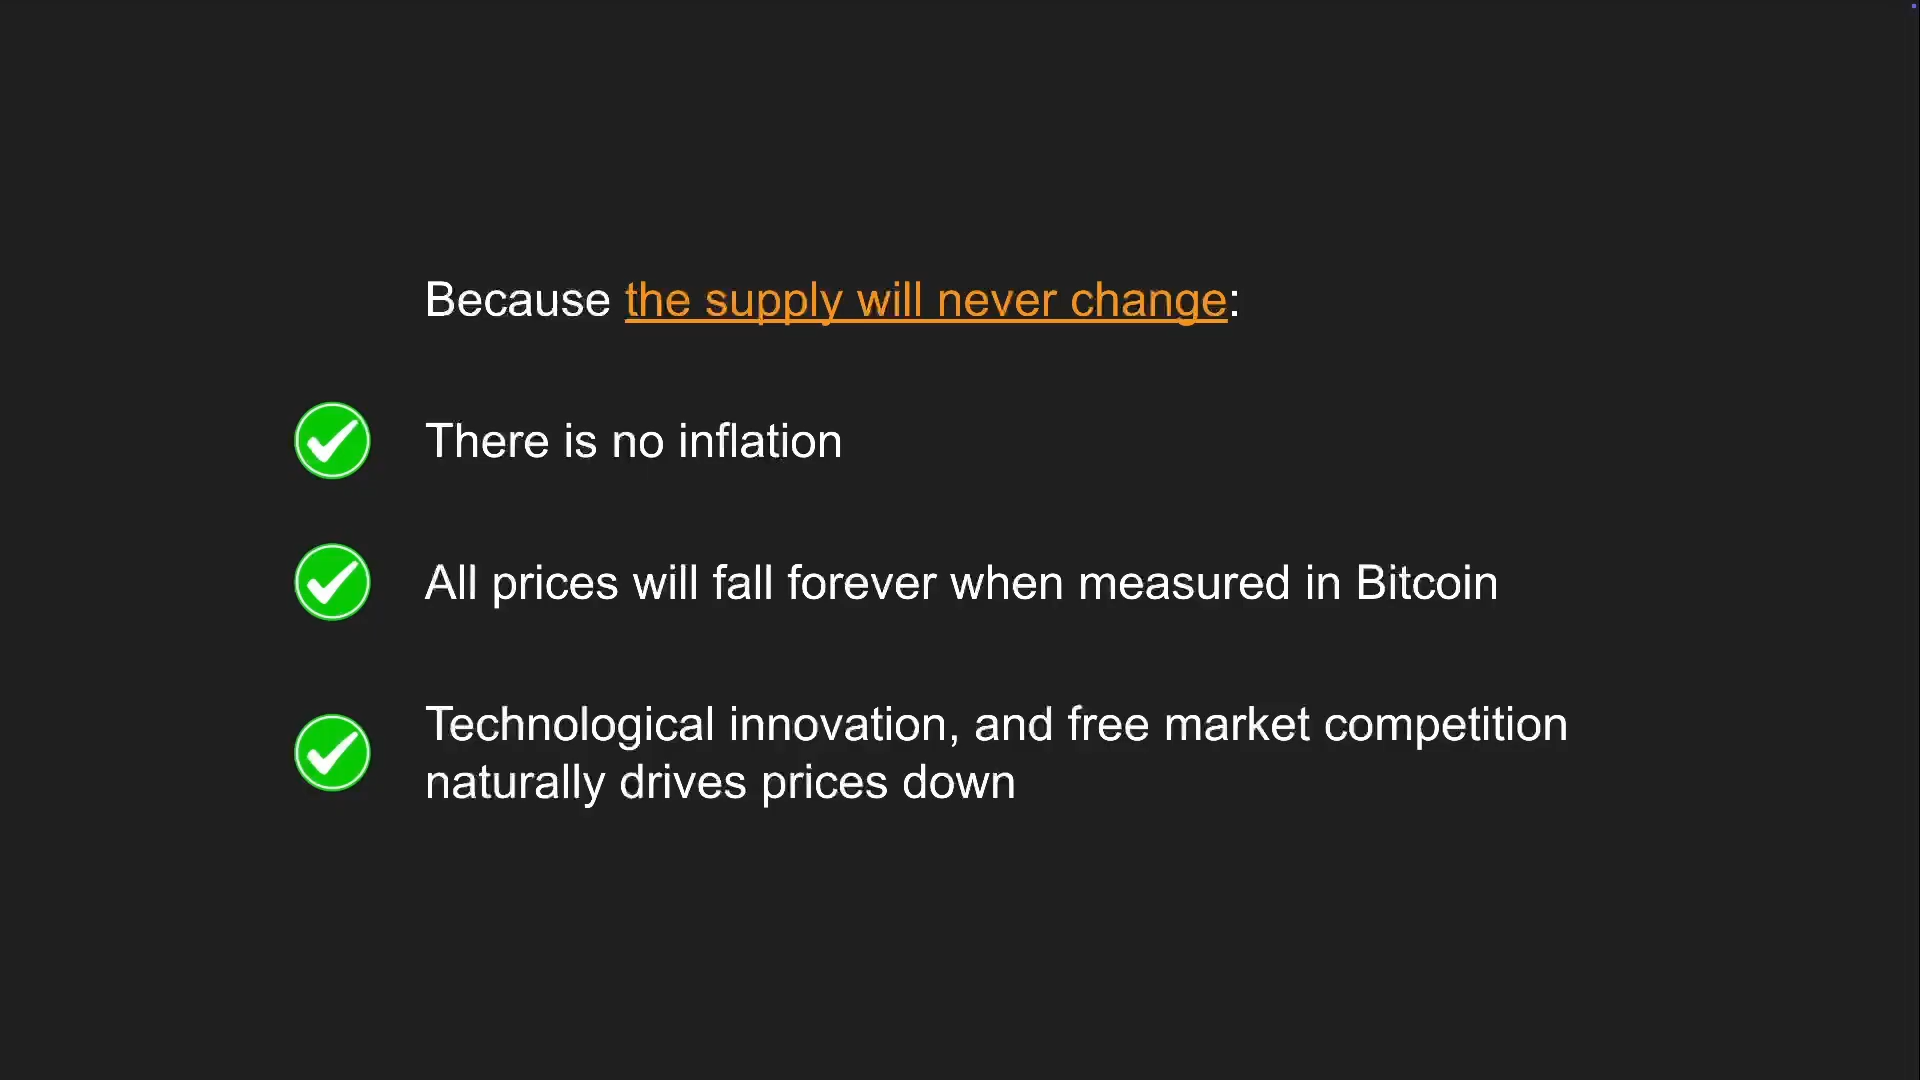 Because the supply will never change:
There is no inflation
All prices will fall forever when measured in Bitcoin
Technological innovation, and free market competition
naturally drives prices down